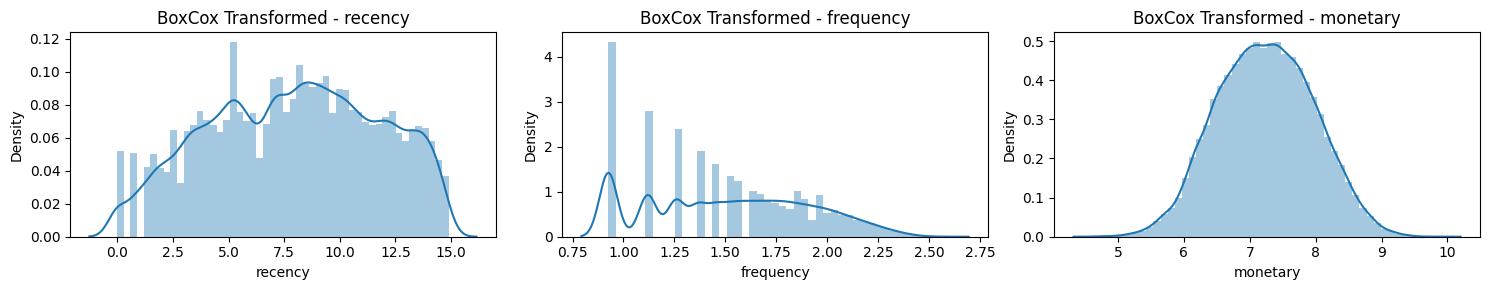 BoxCox Transformed - recency
Density
0.12
0.10
0.08
0.06
0.04
0.02
0.00
0.0 2.5 5.0 7.5 10.0 12.5 15.0
recency
BoxCox Transformed - frequency
Density
4
3
2
1
0
0.75 1.00 1.25 1.50 1.75 2.00 2.25 2.50 2.75
frequency
BoxCox Transformed - monetary
Density
0.5
0.4
0.3
0.2
0.1
0.0
5 6 7 8 9 10
monetary